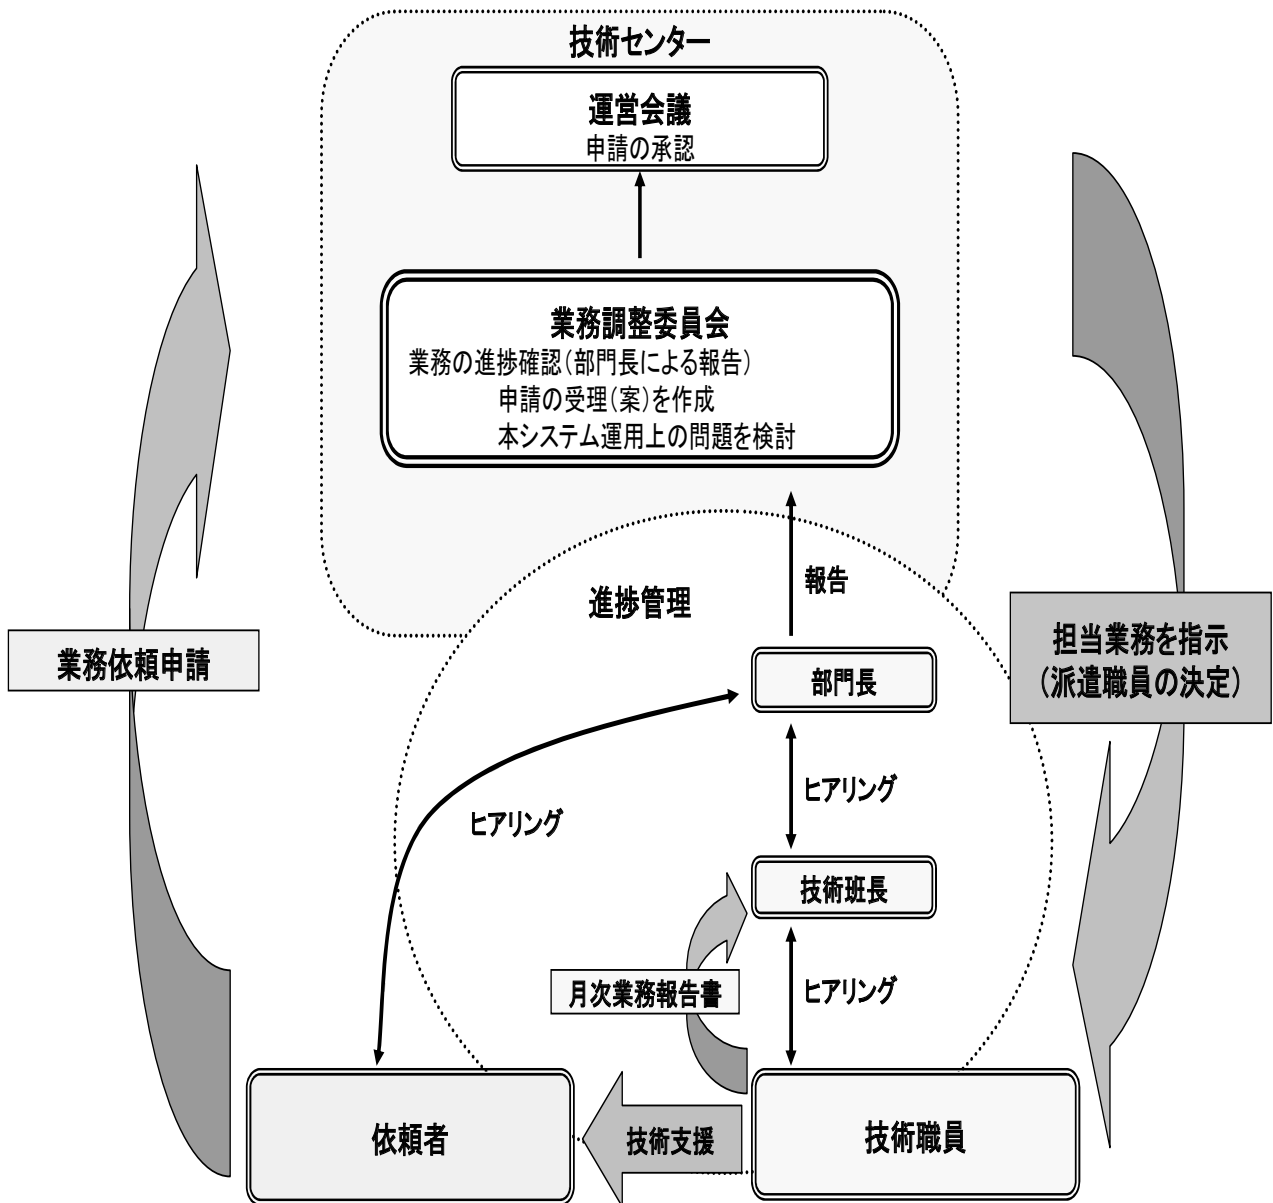 技術センター
運営会議
申請の承認
業務調整委員会
業務の進捗確認(部門長による報告)
申請の受理(案)を作成
本システム運用上の問題を検討
報告
進捗管理
業務依頼申請
担当業務を指示
(派遣職員の決定)
部門長
ヒアリング
ヒアリング
技術班長
月次業務報告書
ヒアリング
依頼者
技術支援
技術職員